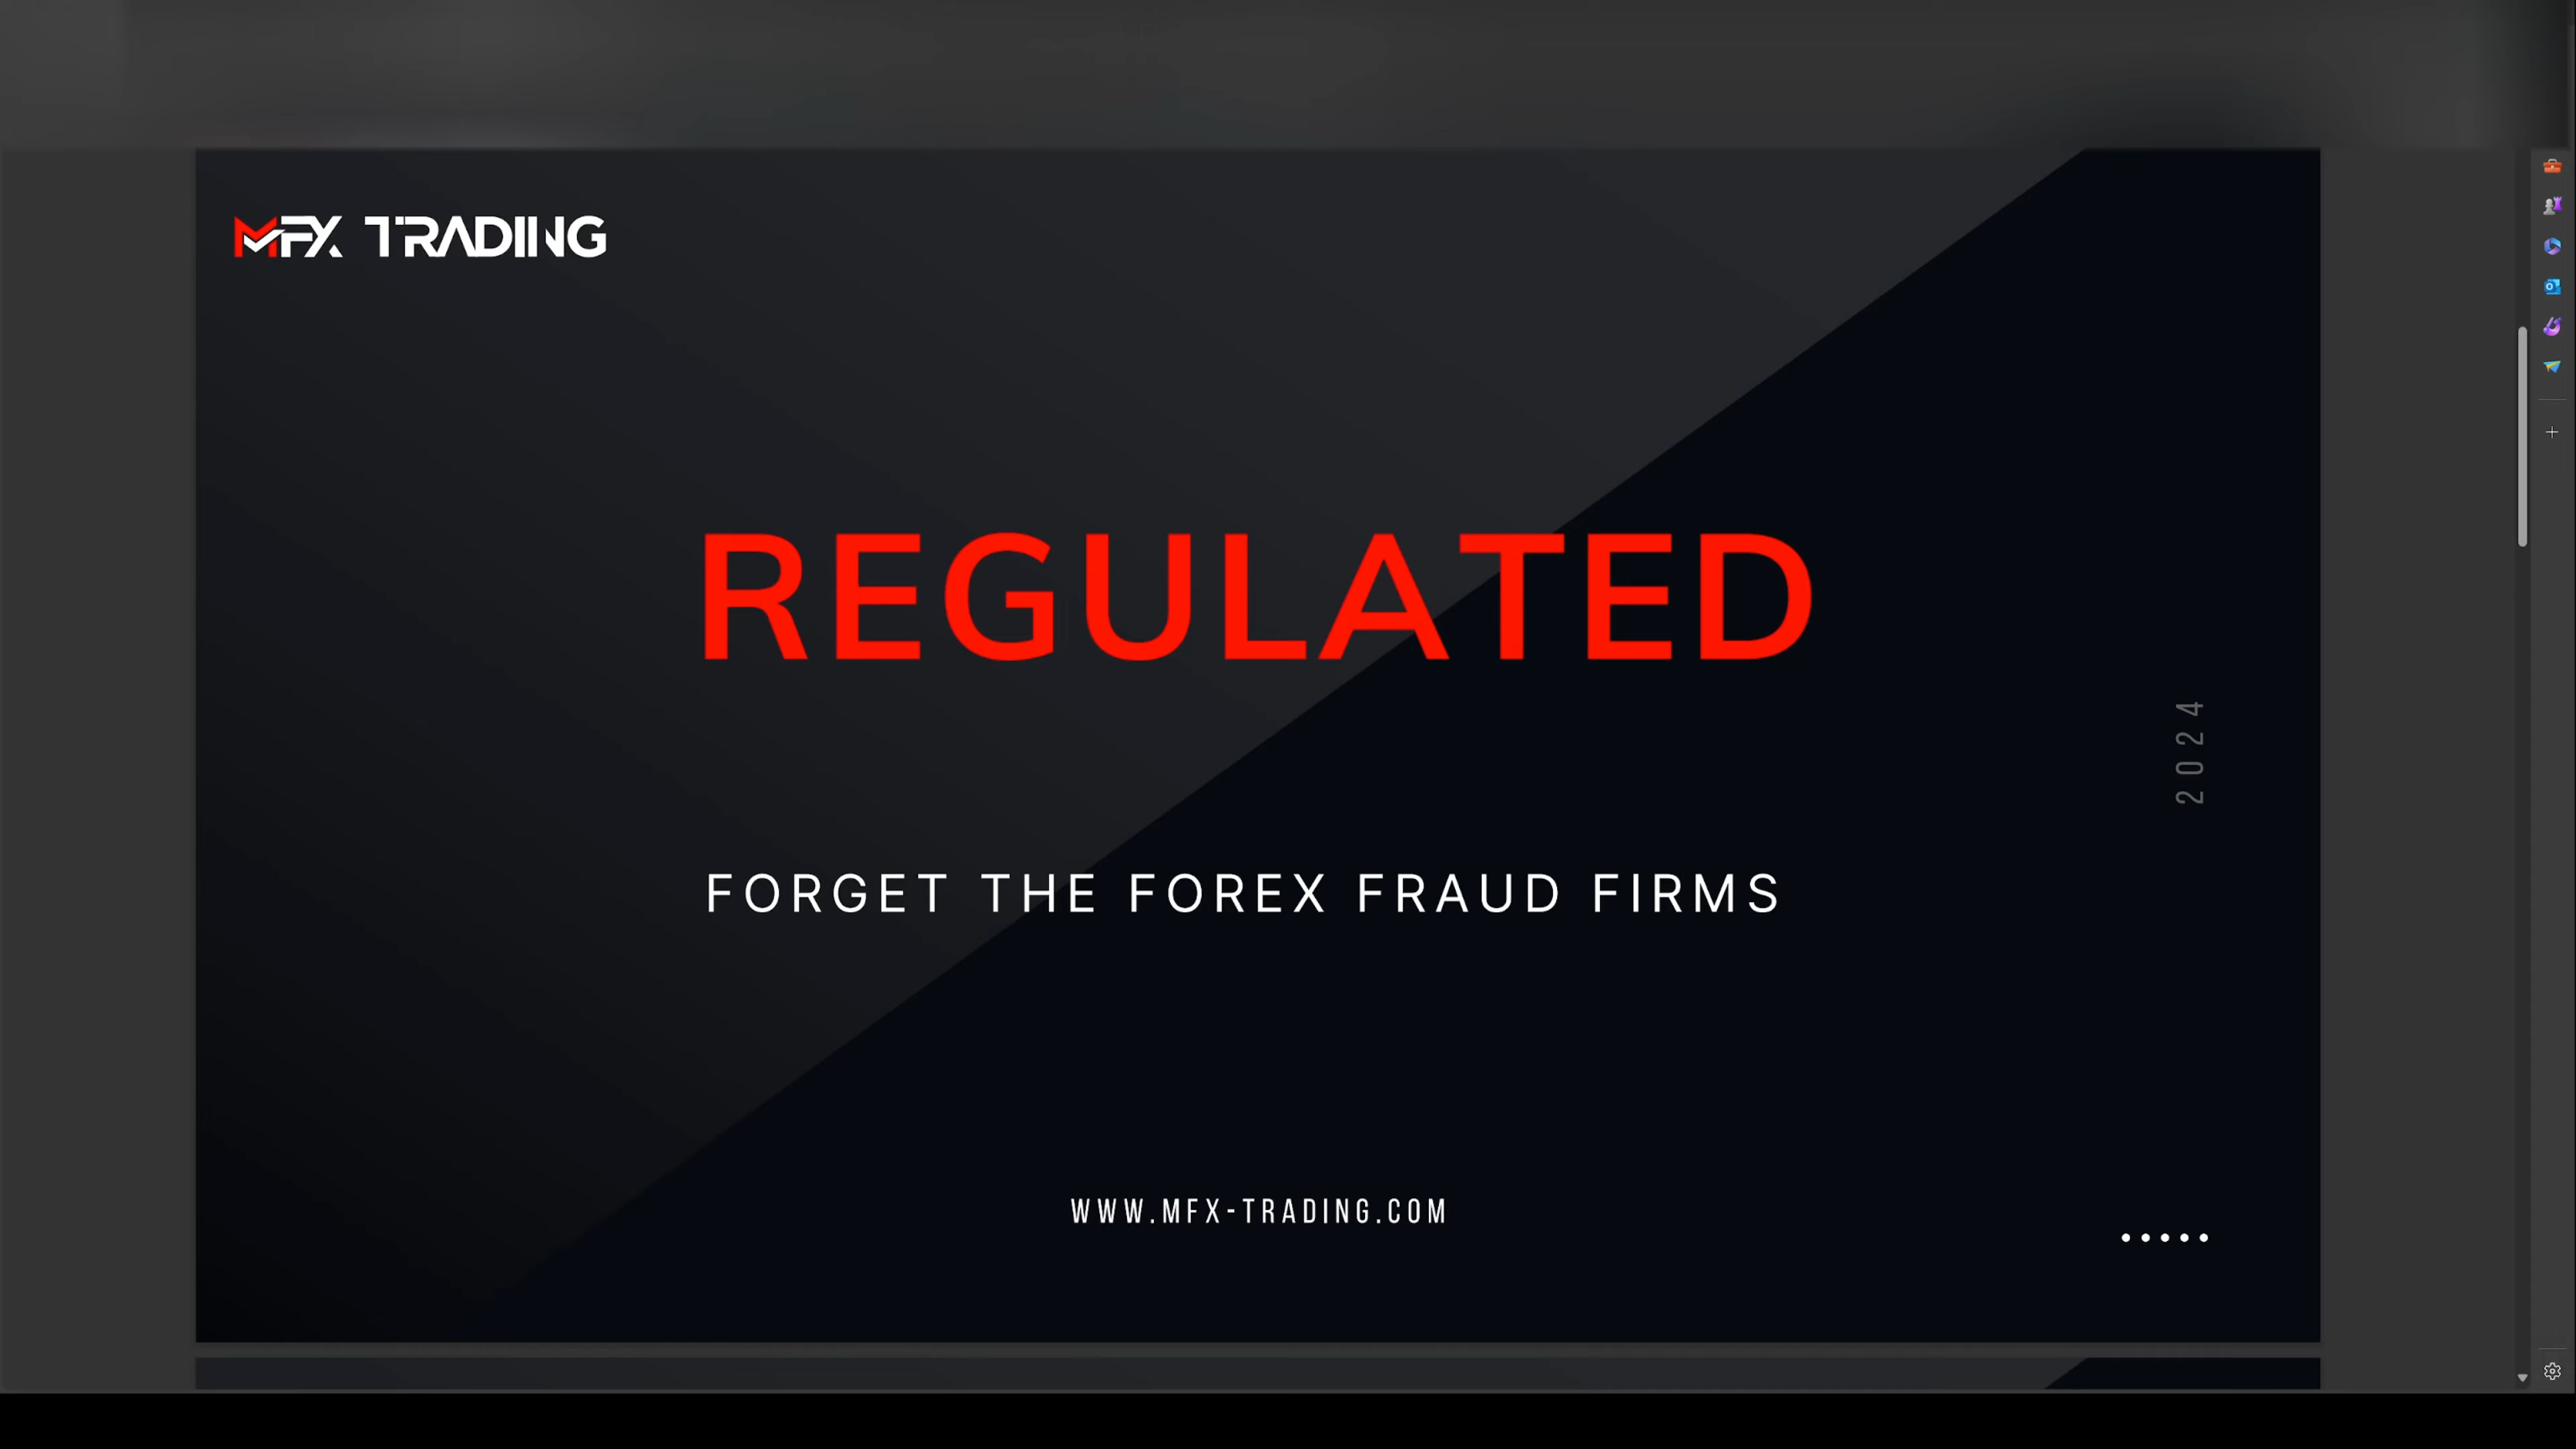 MFX TRADING
REGULATED
2024
FORGET THE FOREX FRAUD FIRMS
WWW.MFX-TRADING.COM